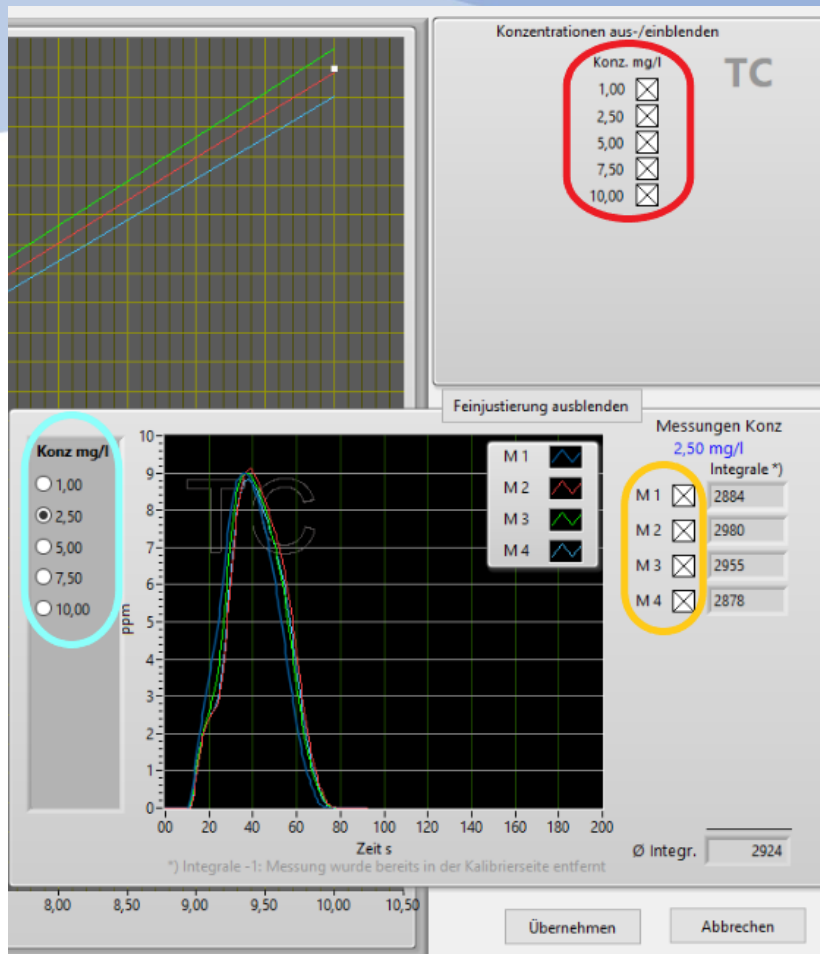 Konzentrationen aus-/einblenden
Konz. mg/l
TC
1,00
2,50
5,00
7,50
10,00
Feinjustierung ausblenden
Konz mg/l
1,00
2,50
5,00
7,50
10,00
ppm
10
9
8
7
6
5
4
3
2
1
0
TC
M 1
M 2
M 3
M 4
00 20 40 60 80 100 120 140 160 180 200
Zeit s
*) Integrale -1: Messung wurde bereits in der Kalibrierseite entfernt
Messungen Konz
2,50 mg/l
Integrale *)
M 1 2884
M 2 2980
M 3 2955
M 4 2878
Ø Integr. 2924
8,00 8,50 9,00 9,50 10,00 10,50
Übernehmen Abbrechen